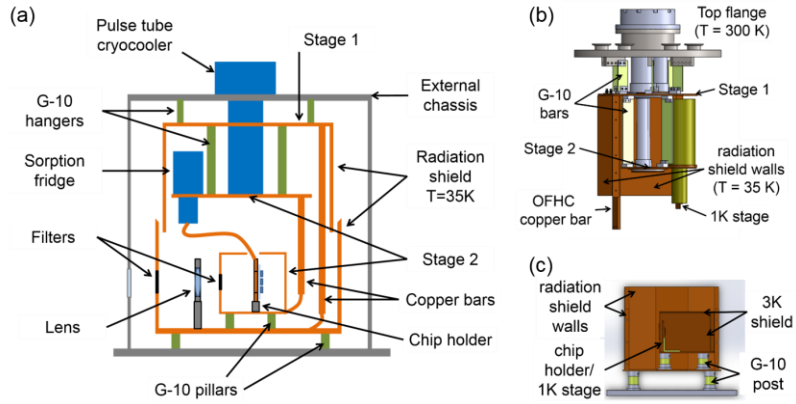 (a)
Pulse tube
cryocooler
Stage 1
External
chassis
G-10
hangers
Sorption
fridge
Radiation
shield
T=35K
Filters
Stage 2
Copper bars
Lens
Chip holder
G-10 pillars
(b)
Top flange
(T = 300 K)
Stage 1
G-10
bars
Stage 2
radiation
shield walls
(T = 35 K)
OFHC
copper bar
1K stage
(c)
radiation
shield
walls
3K
shield
chip
holder/
1K stage
G-10
post